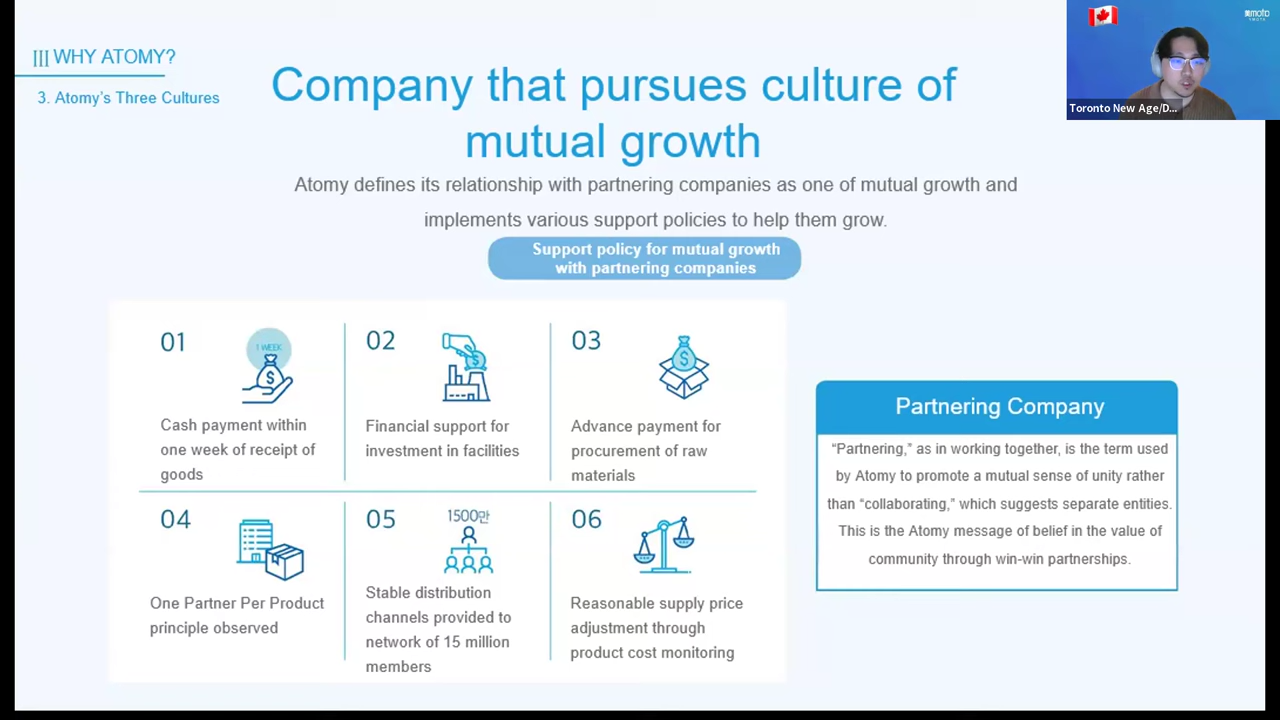 III WHY ATOMY?
3. Atomy's Three Cultures
Company that pursues culture of
mutual growth
Atomy defines its relationship with partnering companies as one of mutual growth and
implements various support policies to help them grow.
Support policy for mutual growth
with partnering companies
01
1 WEEK
Cash payment within
one week of receipt of
goods
02
Financial support for
investment in facilities
03
Advance payment for
procurement of raw
materials
04
One Partner Per Product
principle observed
05
1500만
Stable distribution
channels provided to
network of 15 million
members
06
Reasonable supply price
adjustment through
product cost monitoring
Partnering Company
“Partnering,” as in working together, is the term used
by Atomy to promote a mutual sense of unity rather
than “collaborating,” which suggests separate entities.
This is the Atomy message of belief in the value of
community through win-win partnerships.
Toronto New Age/D...